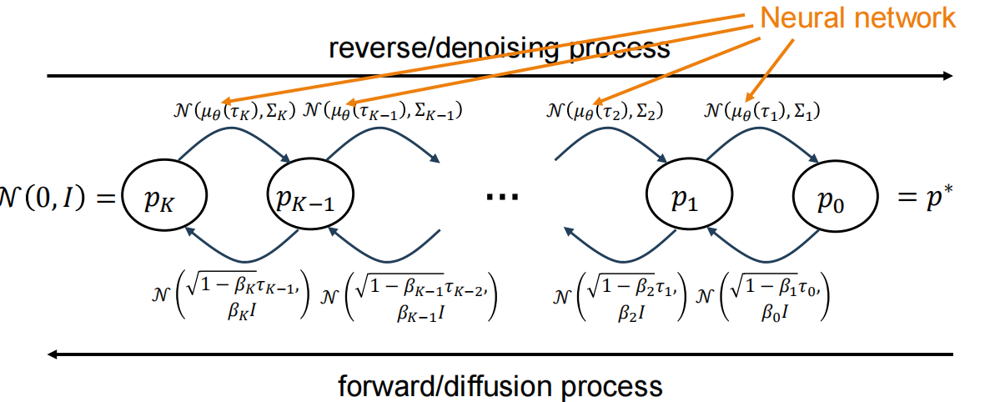 Neural network
reverse/denoising process
𝒩(μ_θ(τ_K), Σ_K) 𝒩(μ_θ(τ_{K−1}), Σ_{K−1}) 𝒩(μ_θ(τ_2), Σ_2) 𝒩(μ_θ(τ_1), Σ_1)
𝒩(0, I) = p_K p_{K−1} ⋯ p_1 p_0 = p*
𝒩(√(1 − β_K)τ_{K−1}, β_K I) 𝒩(√(1 − β_{K−1})τ_{K−2}, β_{K−1} I) 𝒩(√(1 − β_2)τ_1, β_2 I) 𝒩(√(1 − β_1)τ_0, β_0 I)
forward/diffusion process